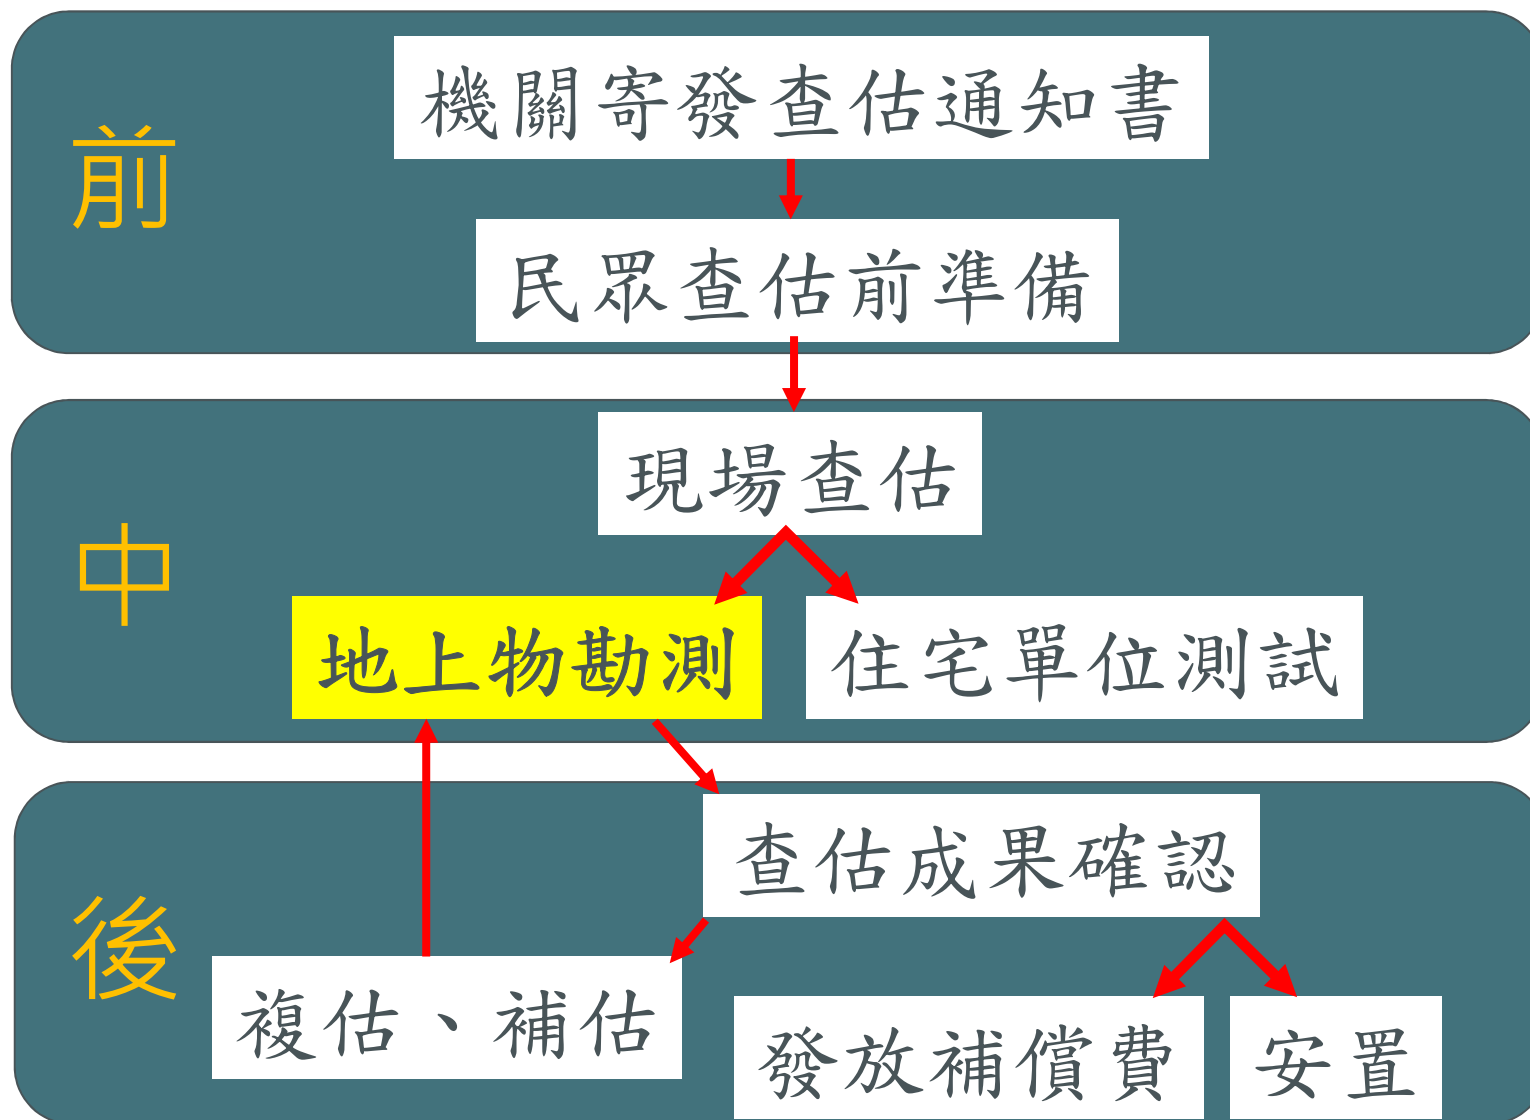 前
機關寄發查估通知書
民眾查估前準備
中
現場查估
地上物勘測
住宅單位測試
後
查估成果確認
複估、補估
發放補償費
安置